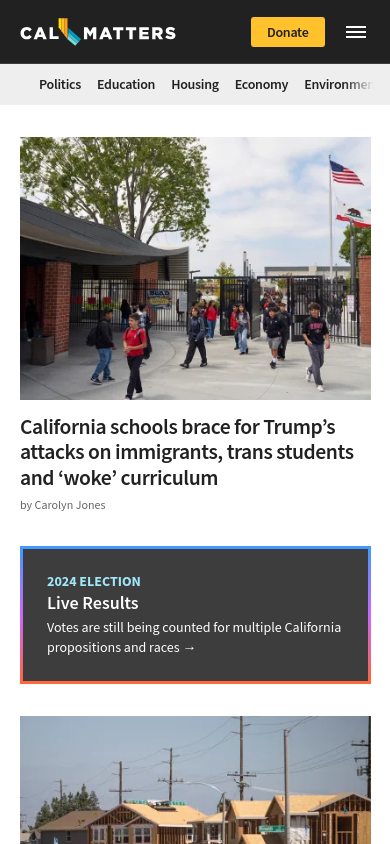 CAL MATTERS
Donate
Politics Education Housing Economy Environmen
California schools brace for Trump’s
attacks on immigrants, trans students
and ‘woke’ curriculum
by Carolyn Jones
2024 ELECTION
Live Results
Votes are still being counted for multiple California
propositions and races →